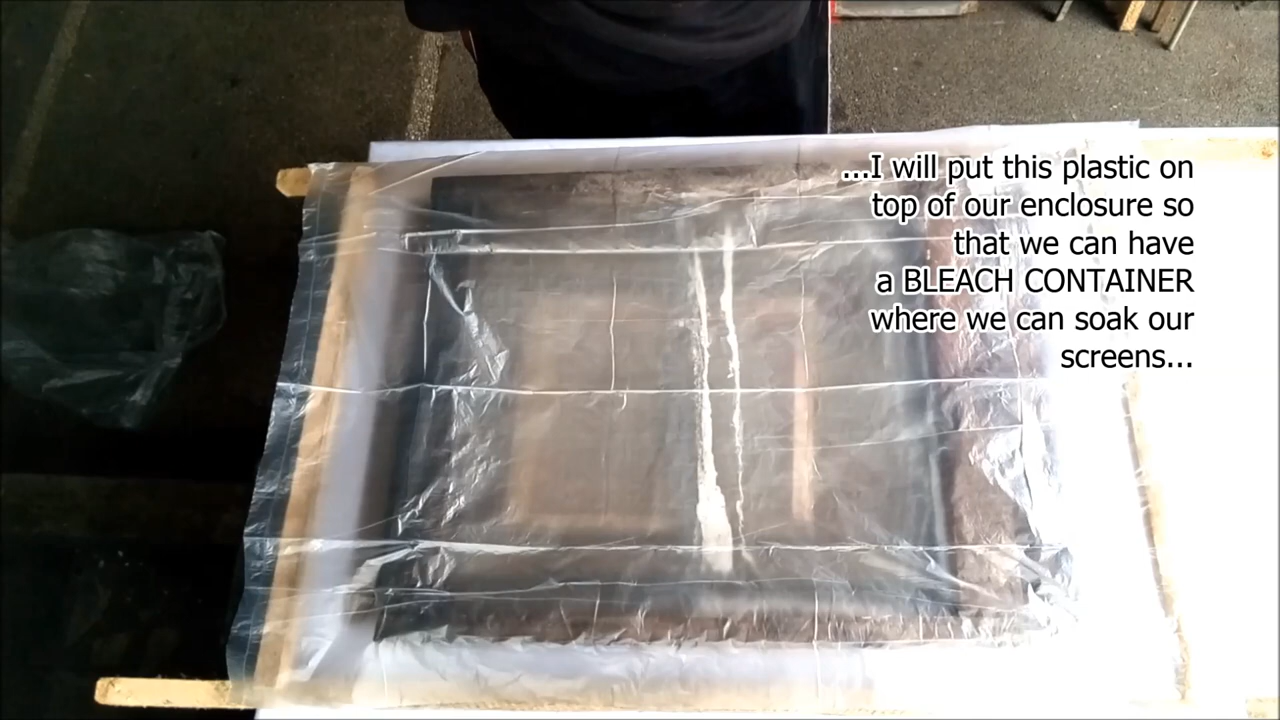 ...I will put this plastic on
top of our enclosure so
that we can have
a BLEACH CONTAINER
where we can soak our
screens...